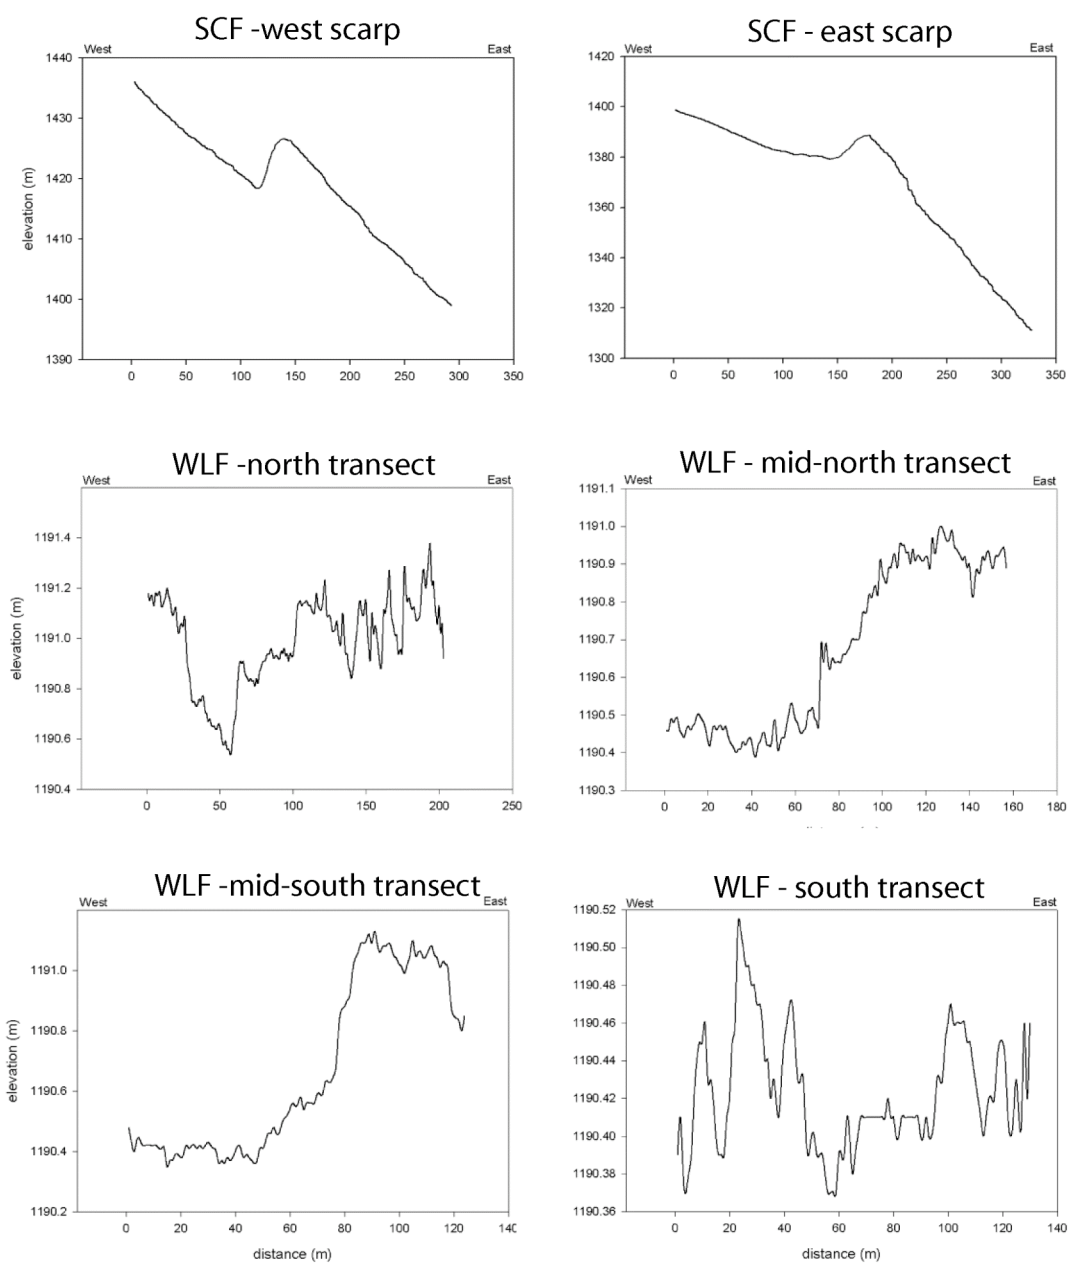 SCF -west scarp
West East
elevation (m)
1440
1430
1420
1410
1400
1390
0 50 100 150 200 250 300 350
SCF - east scarp
West East
1420
1400
1380
1360
1340
1320
1300
0 50 100 150 200 250 300 350
WLF -north transect
West East
elevation (m)
1191.4
1191.2
1191.0
1190.8
1190.6
1190.4
0 50 100 150 200 250
WLF - mid-north transect
West East
1191.1
1191.0
1190.9
1190.8
1190.7
1190.6
1190.5
1190.4
1190.3
0 20 40 60 80 100 120 140 160 180
WLF -mid-south transect
West East
elevation (m)
1191.0
1190.8
1190.6
1190.4
1190.2
0 20 40 60 80 100 120 14
distance (m)
WLF - south transect
West East
1190.52
1190.50
1190.48
1190.46
1190.44
1190.42
1190.40
1190.38
1190.36
0 20 40 60 80 100 120 140
distance (m)